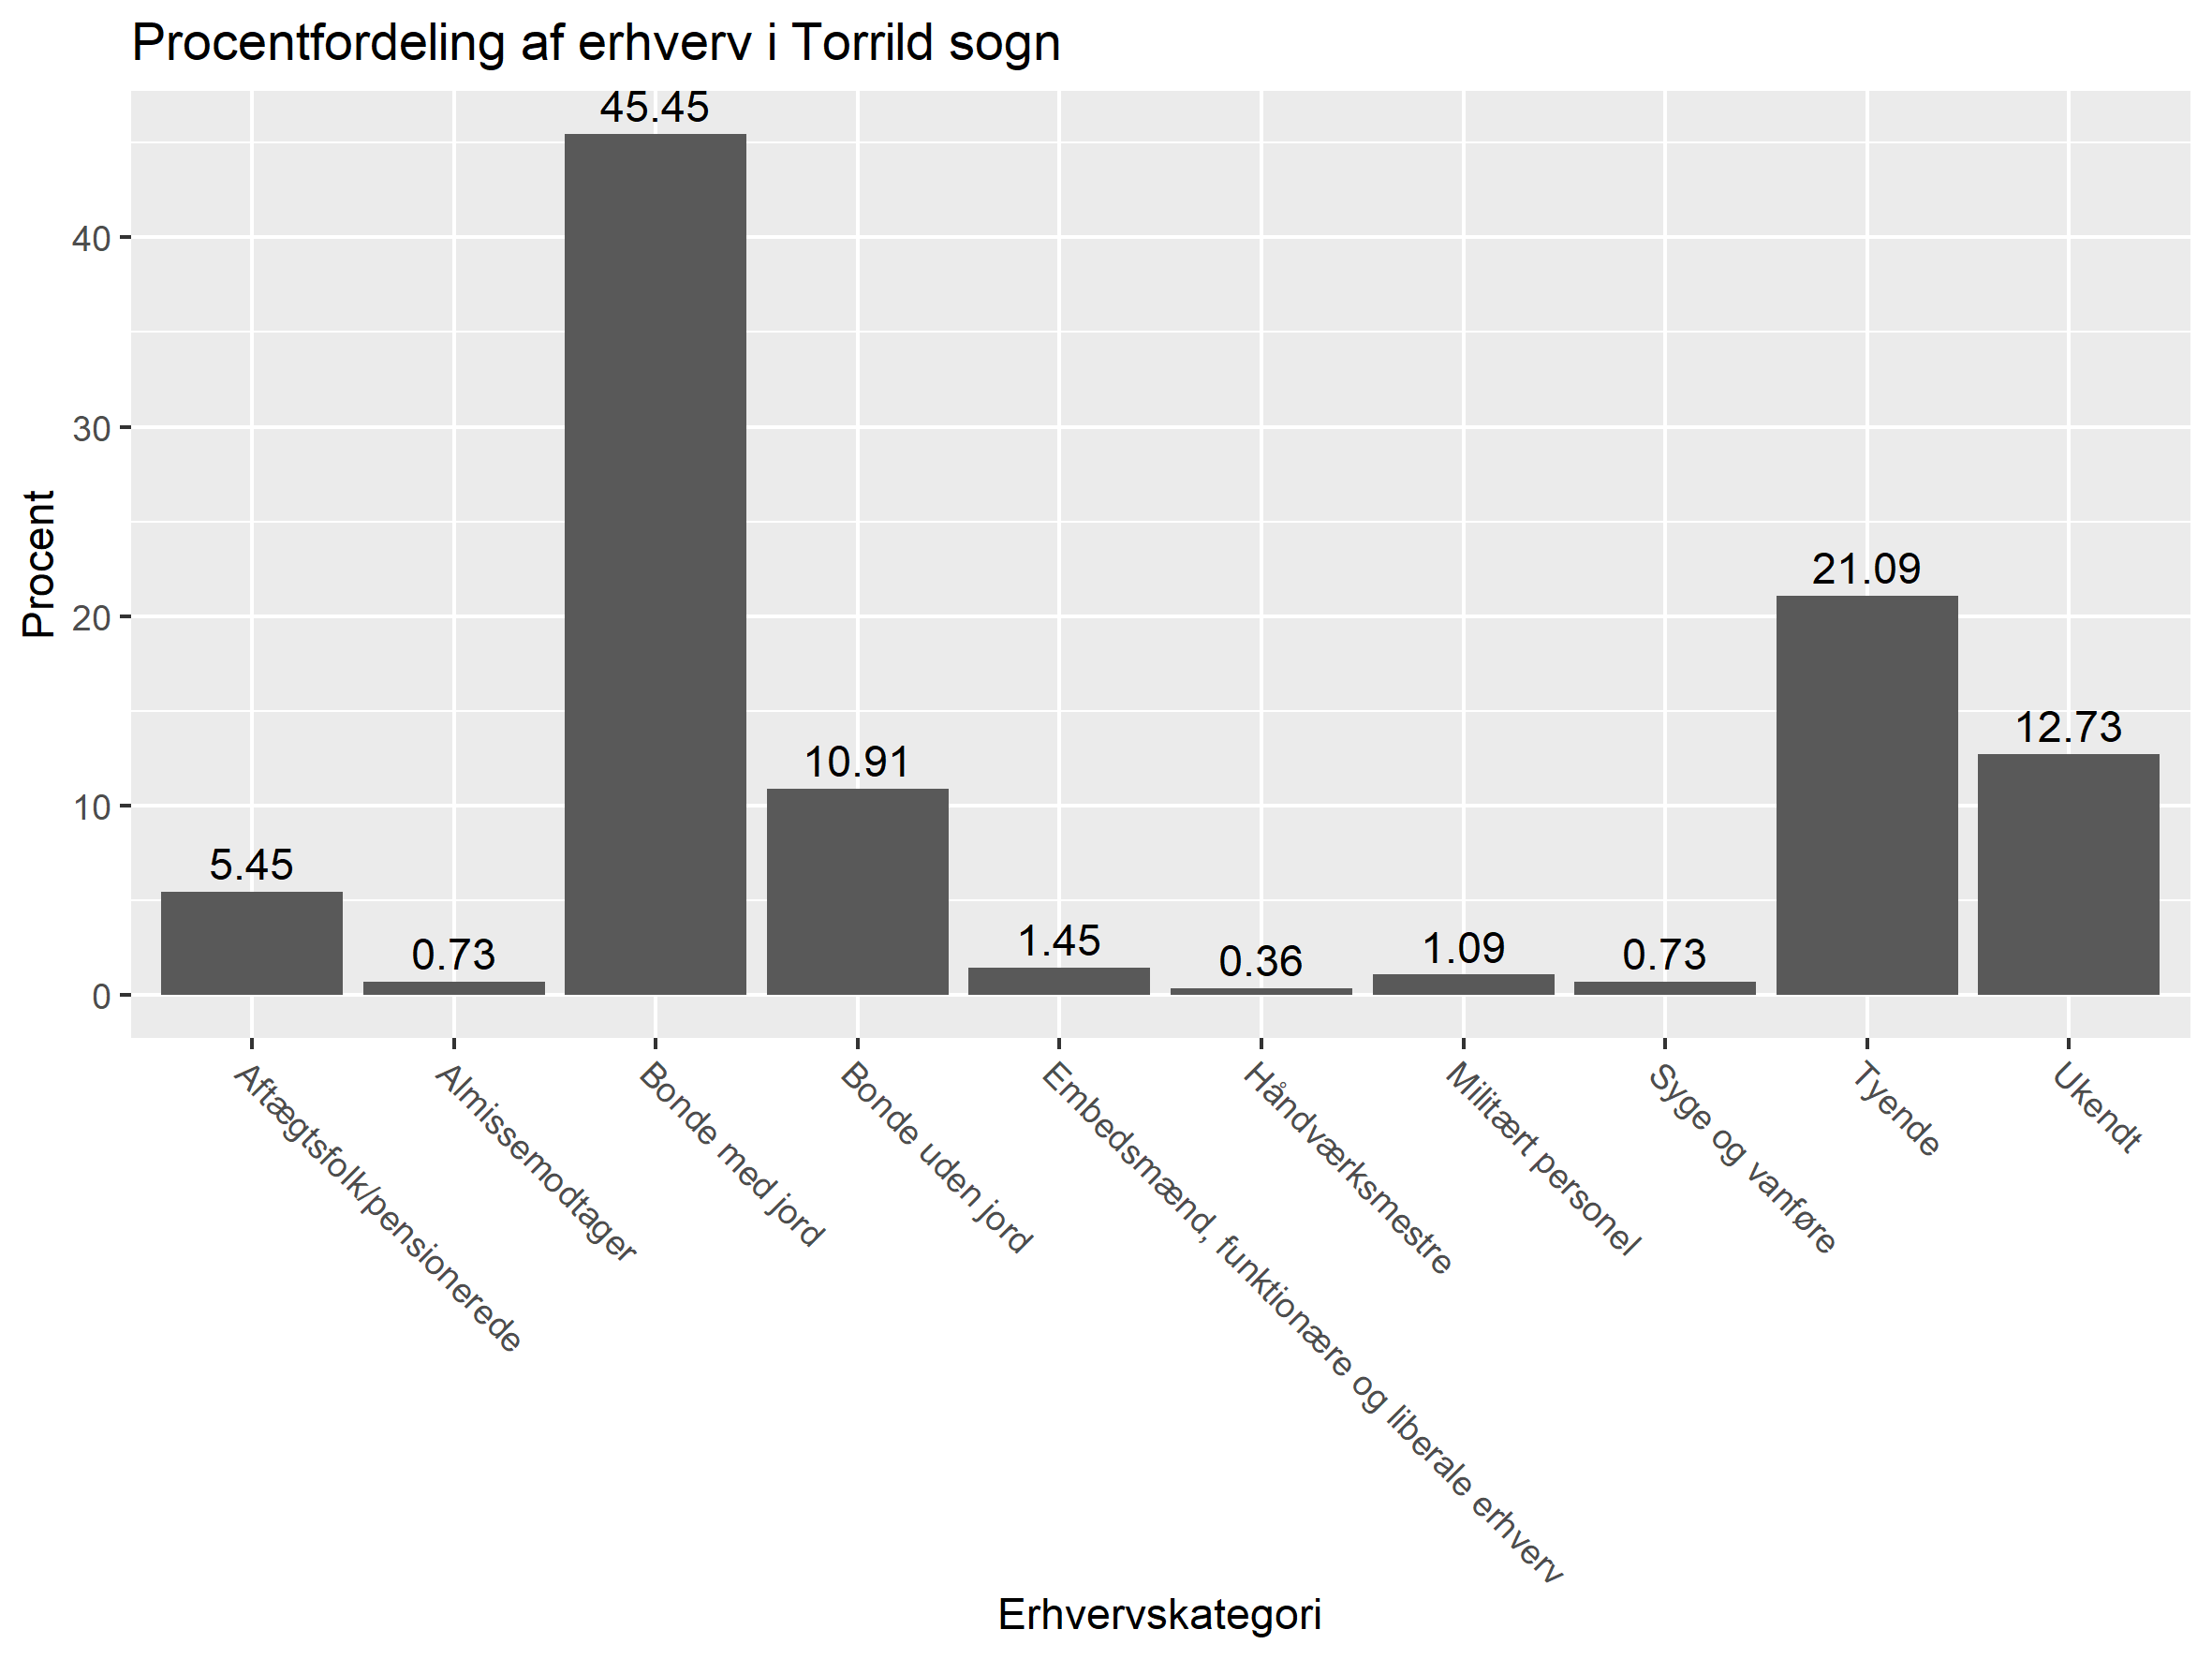 Procentfordeling af erhverv i Torrild sogn
Procent
40
30
20
10
0
5.45
0.73
45.45
10.91
1.45
0.36
1.09
0.73
21.09
12.73
Aftægtsfolk/pensionerede
Almissemodtager
Bonde med jord
Bonde uden jord
Embedsmænd, funktionære og liberale erhverv
Håndværksmestre
Militært personel
Syge og vanføre
Tyende
Ukendt
Erhvervskategori